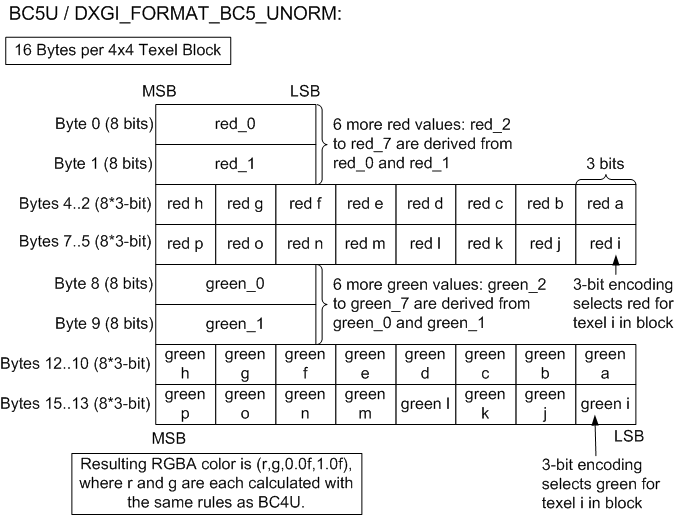 BC5U / DXGI_FORMAT_BC5_UNORM:
16 Bytes per 4x4 Texel Block
MSB LSB
Byte 0 (8 bits) red_0
6 more red values: red_2
to red_7 are derived from
red_0 and red_1
Byte 1 (8 bits) red_1
3 bits
Bytes 4..2 (8*3-bit) red h red g red f red e red d red c red b red a
Bytes 7..5 (8*3-bit) red p red o red n red m red l red k red j red i
Byte 8 (8 bits) green_0
6 more green values: green_2
to green_7 are derived from
green_0 and green_1
3-bit encoding
selects red for
texel i in block
Byte 9 (8 bits) green_1
Bytes 12..10 (8*3-bit) green h green g green f green e green d green c green b green a
Bytes 15..13 (8*3-bit) green p green o green n green m green l green k green j green i
MSB LSB
Resulting RGBA color is (r,g,0.0f,1.0f),
where r and g are each calculated with
the same rules as BC4U.
3-bit encoding
selects green for
texel i in block